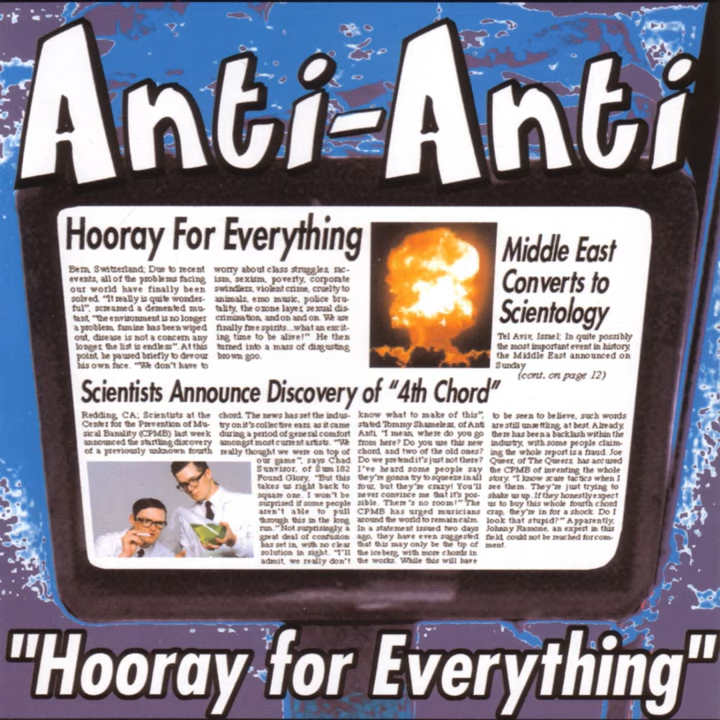 Anti-Anti
Hooray For Everything
Bern, Switzerland; Due to recent
events, all of the problems facing
our world have finally been
solved. "It really is quite wonder-
ful", screamed a demented mu-
tant, "the environment is no longer
a problem, famine has been wiped
out, disease is not a concern any
longer, the list is endless". At this
point, he paused briefly to devour
his own face. "We don't have to
worry about class struggles, rac-
ism, sexism, poverty, corporate
swindlers, violent crime, cruelty to
animals, emo music, police bru-
tality, the ozone layer, sexual dis-
crimination, and on and on. We are
finally free spirits...what an excit-
ing time to be alive!" He then
turned into a mass of disgusting
brown goo.
Middle East
Converts to
Scientology
Tel Aviv, Israel; In quite possibly
the most important event in history,
the Middle East announced on
Sunday
(cont. on page 12)
Scientists Announce Discovery of "4th Chord"
Redding, CA; Scientists at the
Center for the Prevention of Mu-
sical Banality (CPMB) last week
announced the startling discovery
of a previously unknown fourth
chord. The news has set the indus-
try on it's collective ears, as it came
during a period of general comfort
amongst most current artists. "We
really thought we were on top of
our game", says Chad
Sunvisor, of Sum182
Found Glory, "But this
takes us right back to
square one. I won't be
surprised if some people
aren't able to pull
through this in the long
run." Not surprisingly, a
great deal of confusion
has set in, with no clear
solution in sight. "I'll
admit, we really don't
know what to make of this",
stated Tommy Shameless, of Anti
Anti, "I mean, where do you go
from here? Do you use this new
chord, and two of the old ones?
Do we pretend it's just not there?
I've heard some people say
they're gonna try to squeeze in all
four, but they're crazy! You'll
never convince me that it's pos-
sible. There's no room!" The
CPMB has urged musicians
around the world to remain calm.
In a statement issued two days
ago, they have even suggested
that this may only be the tip of
the iceberg, with more chords in
the works. While this will have
to be seen to believe, such words
are still unsettling, at best. Already,
there has been a backlash within the
industry, with some people claim-
ing the whole report is a fraud. Joe
Queer, of The Queers, has accused
the CPMB of inventing the whole
story. "I know scare tactics when I
see them. They're just trying to
shake us up. If they honestly expect
us to buy this whole fourth chord
crap, they're in for a shock. Do I
look that stupid?" Apparently,
Johnny Ramone, an expert in this
field, could not be reached for com-
ment.
"Hooray for Everything"